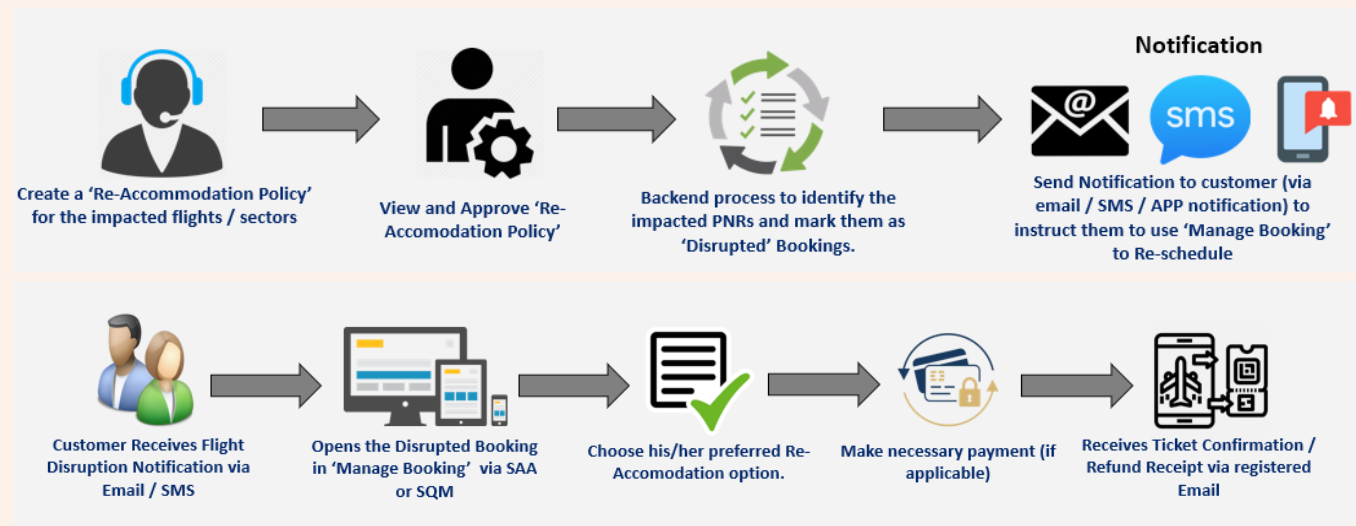 Notification
@
sms
Create a ‘Re-Accommodation Policy’
for the impacted flights / sectors
View and Approve ‘Re-
Accomodation Policy’
Backend process to identify the
impacted PNRs and mark them as
‘Disrupted’ Bookings.
Send Notification to customer (via
email / SMS / APP notification) to
instruct them to use ‘Manage Booking’
to Re-schedule
Customer Receives Flight
Disruption Notification via
Email / SMS
Opens the Disrupted Booking
in ‘Manage Booking’ via SAA
or SQM
Choose his/her preferred Re-
Accomodation option.
Make necessary payment (if
applicable)
Receives Ticket Confirmation /
Refund Receipt via registered
Email